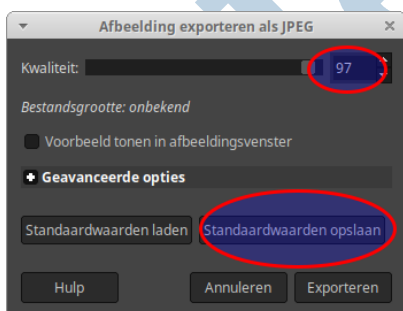 Afbeelding exporteren als JPEG
Kwaliteit: 97
Bestandsgrootte: onbekend
Voorbeeld tonen in afbeeldingsvenster
Geavanceerde opties
Standaardwaarden laden Standaardwaarden opslaan
Hulp Annuleren Exporteren